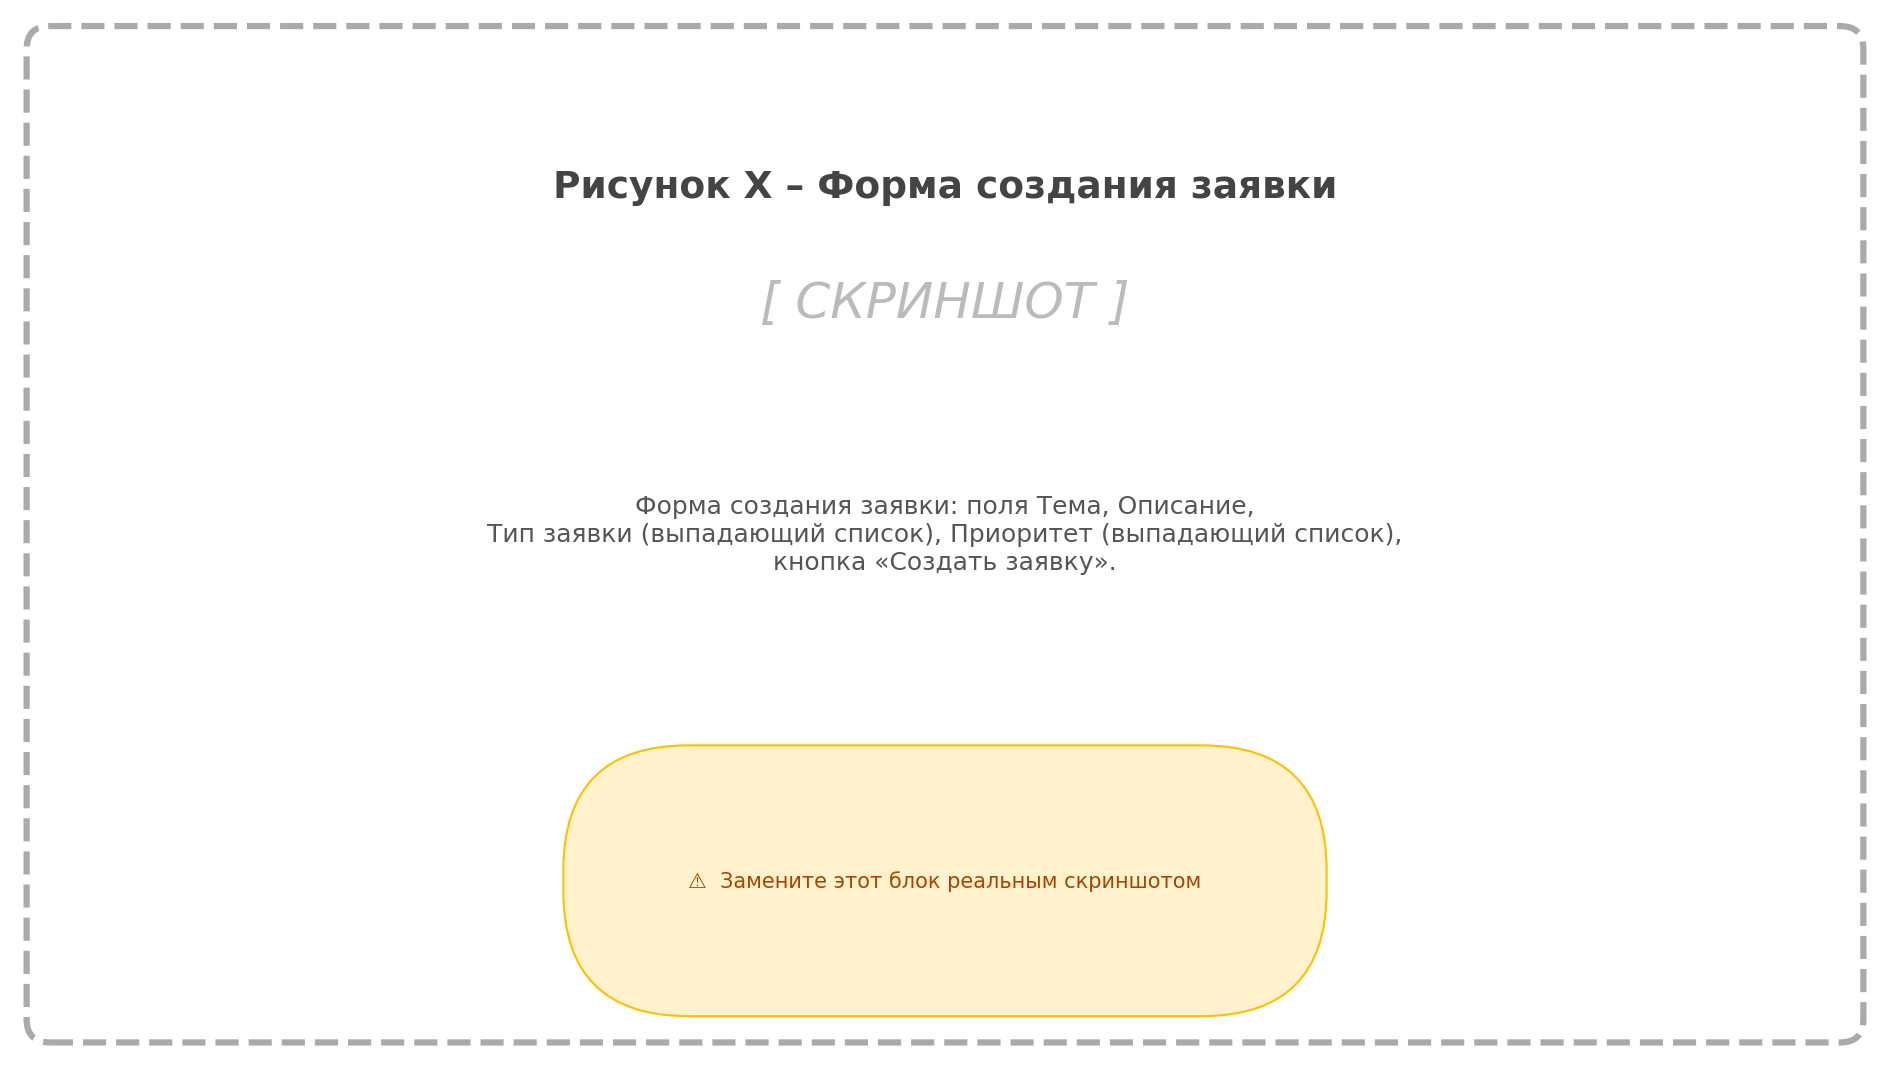 Рисунок X – Форма создания заявки
[ СКРИНШОТ ]
Форма создания заявки: поля Тема, Описание,
Тип заявки (выпадающий список), Приоритет (выпадающий список),
кнопка «Создать заявку».
⚠ Замените этот блок реальным скриншотом